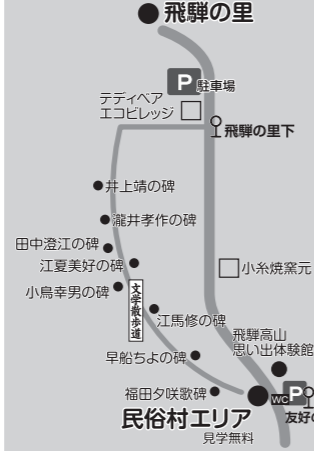 飛騨の里
P 駐車場
テディベア
エコビレッジ
飛騨の里下
井上靖の碑
瀧井孝作の碑
田中澄江の碑
江夏美好の碑
小鳥幸男の碑
文学散歩道
江馬修の碑
小糸焼窯元
早船ちよの碑
飛騨高山
思い出体験館
福田夕咲歌碑
WC P
民俗村エリア
見学無料
友好の